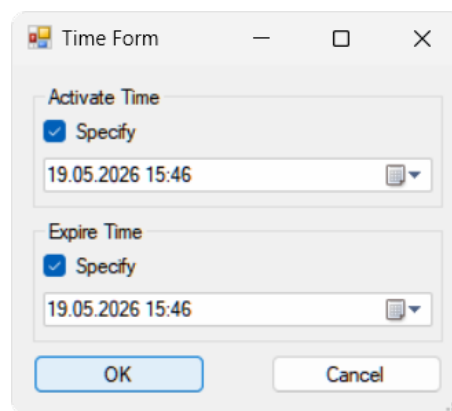 Time Form
Activate Time
Specify
19.05.2026 15:46
Expire Time
Specify
19.05.2026 15:46
OK Cancel